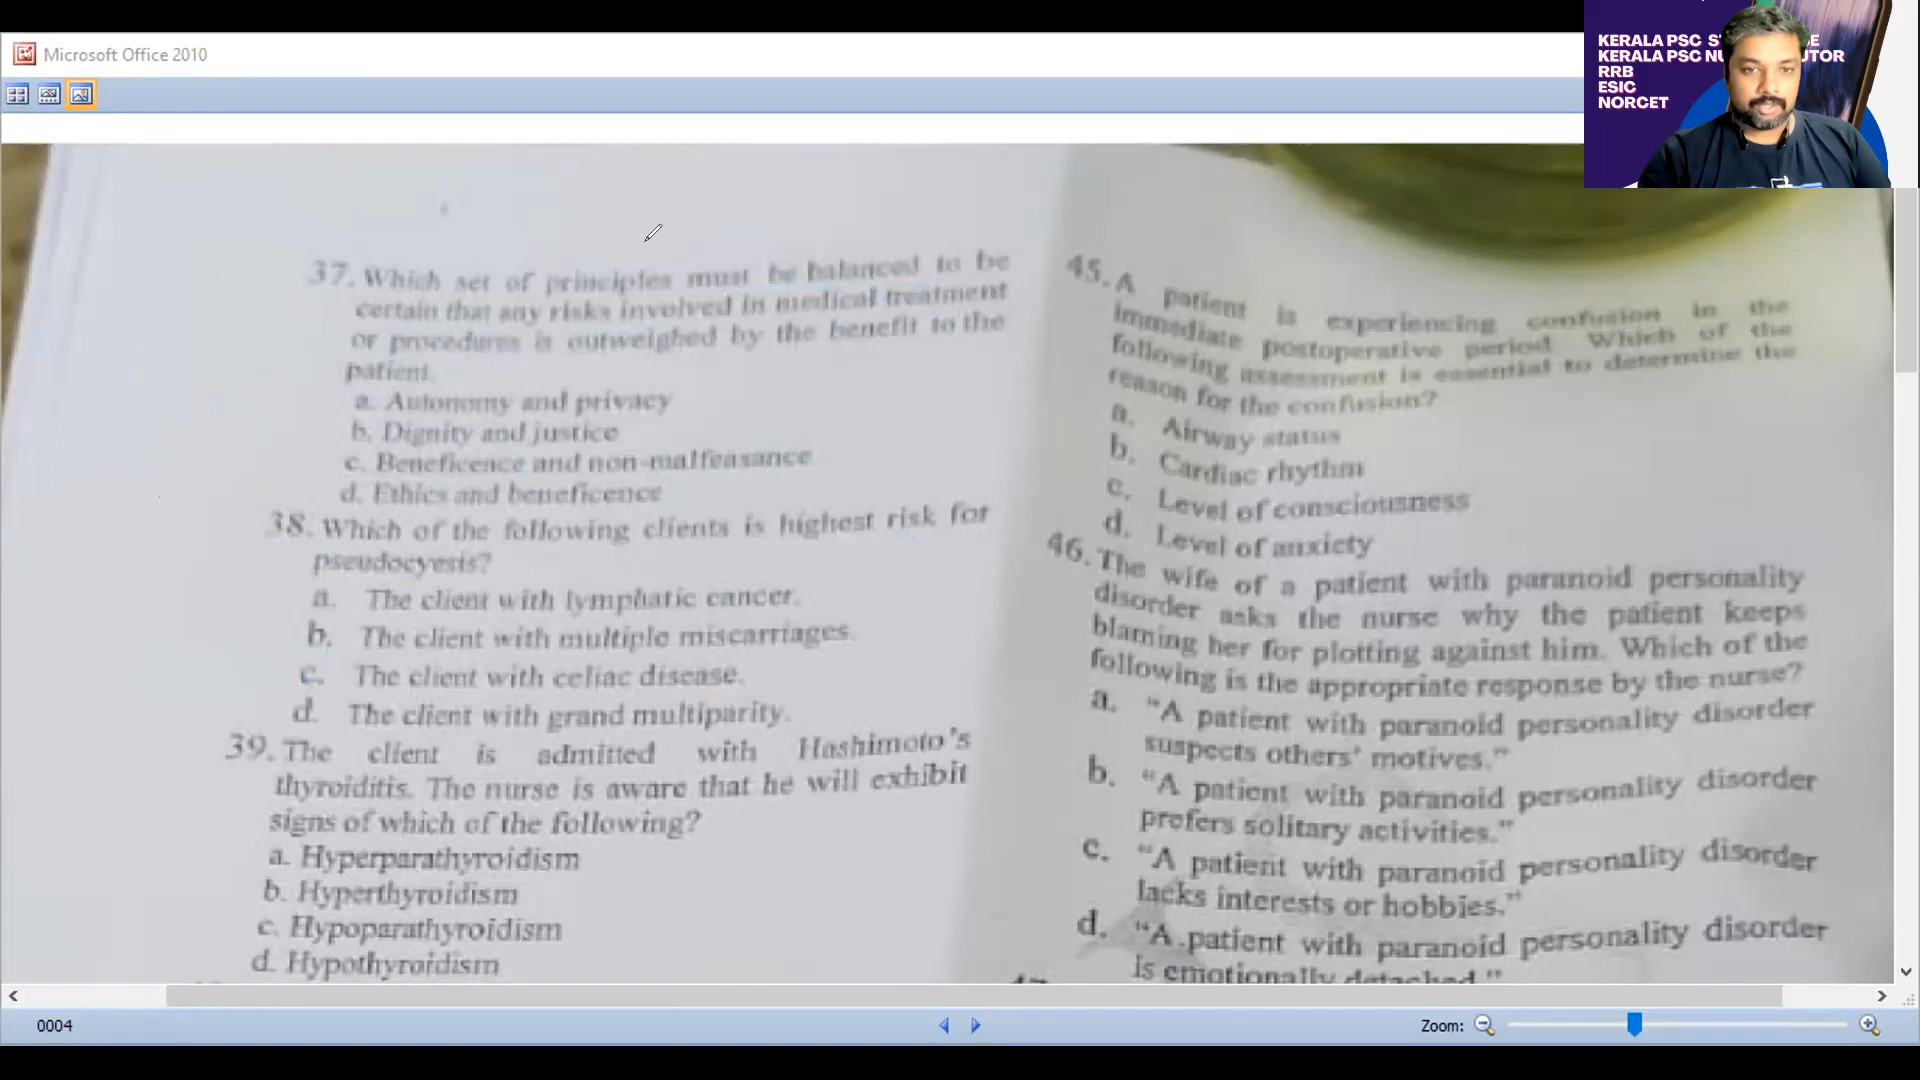 Microsoft Office 2010
KERALA PSC
KERALA PSC
RRB
ESIC
NORCET
37. Which set of principles must be balanced to be
certain that any risks involved in medical treatment
or procedures is outweighed by the benefit to the
patient.
a. Autonomy and privacy
b. Dignity and justice
c. Beneficence and non-malfeasance
d. Ethics and beneficence
38. Which of the following clients is highest risk for
pseudocyesis?
a. The client with lymphatic cancer.
b. The client with multiple miscarriages.
c. The client with celiac disease.
d. The client with grand multiparity.
39. The client is admitted with Hashimoto's
thyroiditis. The nurse is aware that he will exhibit
signs of which of the following?
a. Hyperparathyroidism
b. Hyperthyroidism
c. Hypoparathyroidism
d. Hypothyroidism
45. A patient is experiencing confusion in the
immediate postoperative period. Which of the
following assessment is essential to determine the
reason for the confusion?
a. Airway status
b. Cardiac rhythm
c. Level of consciousness
d. Level of anxiety
46. The wife of a patient with paranoid personality
disorder asks the nurse why the patient keeps
blaming her for plotting against him. Which of the
following is the appropriate response by the nurse?
a. "A patient with paranoid personality disorder
suspects others' motives."
b. "A patient with paranoid personality disorder
prefers solitary activities."
c. "A patient with paranoid personality disorder
lacks interests or hobbies."
d. "A patient with paranoid personality disorder
is emotionally detached."
0004
Zoom: